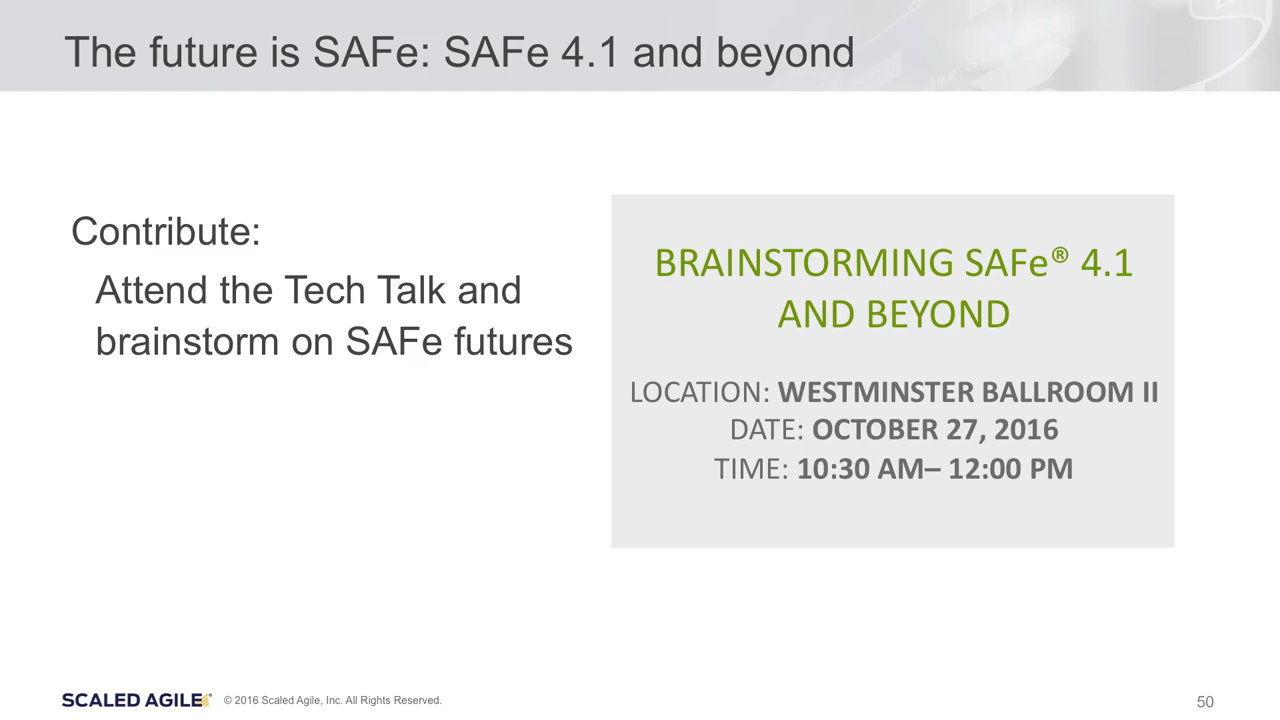 The future is SAFe: SAFe 4.1 and beyond
Contribute:
Attend the Tech Talk and
brainstorm on SAFe futures
BRAINSTORMING SAFe® 4.1
AND BEYOND
LOCATION: WESTMINSTER BALLROOM II
DATE: OCTOBER 27, 2016
TIME: 10:30 AM– 12:00 PM
SCALED AGILE © 2016 Scaled Agile, Inc. All Rights Reserved.
50